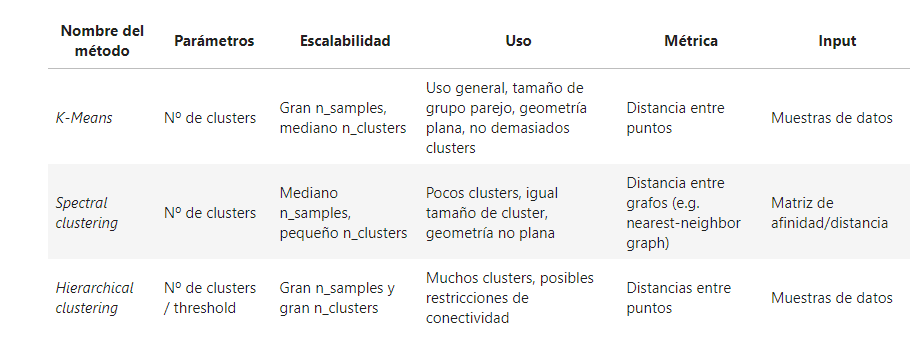 Nombre del método	Parámetros	Escalabilidad	Uso	Métrica	Input
K-Means	Nº de clusters	Gran n_samples, mediano n_clusters	Uso general, tamaño de grupo parejo, geometría plana, no demasiados clusters	Distancia entre puntos	Muestras de datos
Spectral clustering	Nº de clusters	Mediano n_samples, pequeño n_clusters	Pocos clusters, igual tamaño de cluster, geometría no plana	Distancia entre grafos (e.g. nearest-neighbor graph)	Matriz de afinidad/distancia
Hierarchical clustering	Nº de clusters / threshold	Gran n_samples y gran n_clusters	Muchos clusters, posibles restricciones de conectividad	Distancias entre puntos	Muestras de datos